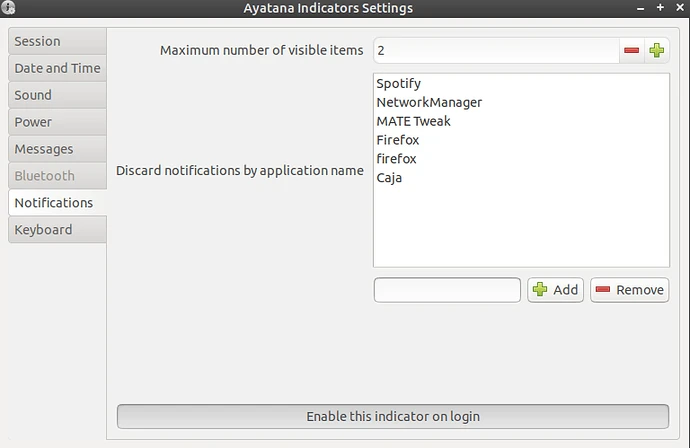 Ayatana Indicators Settings
Session
Date and Time
Sound
Power
Messages
Bluetooth
Notifications
Keyboard
Maximum number of visible items
2
Discard notifications by application name
Spotify
NetworkManager
MATE Tweak
Firefox
firefox
Caja
Add
Remove
Enable this indicator on login